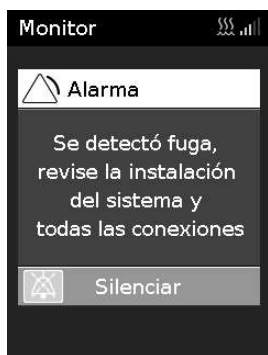 Monitor
Alarma
Se detectó fuga,
revise la instalación
del sistema y
todas las conexiones
Silenciar